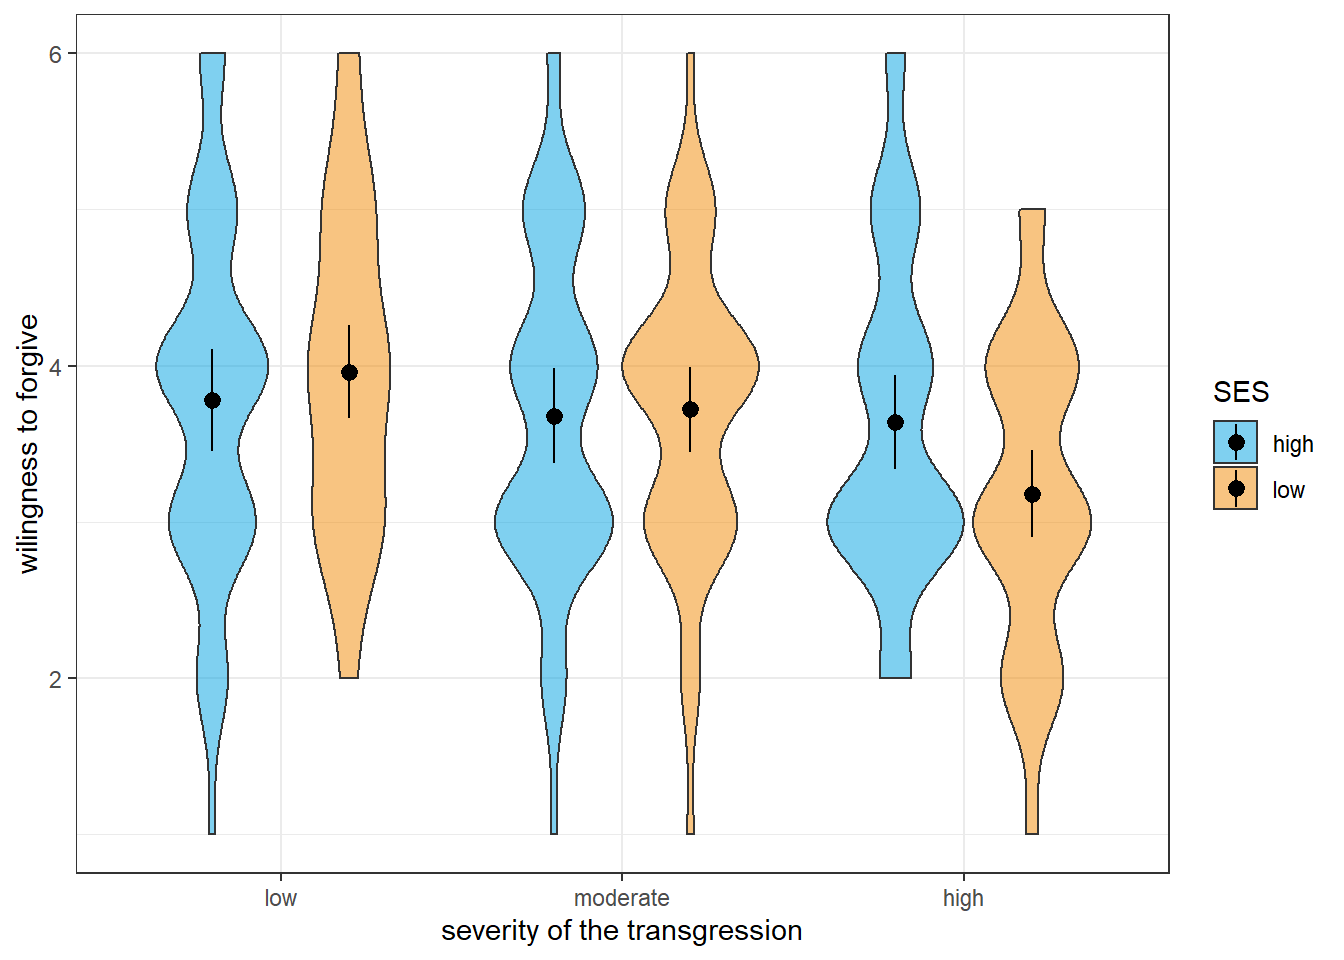 6
4
2
wilingness to forgive
low
moderate
high
severity of the transgression
SES
high
low